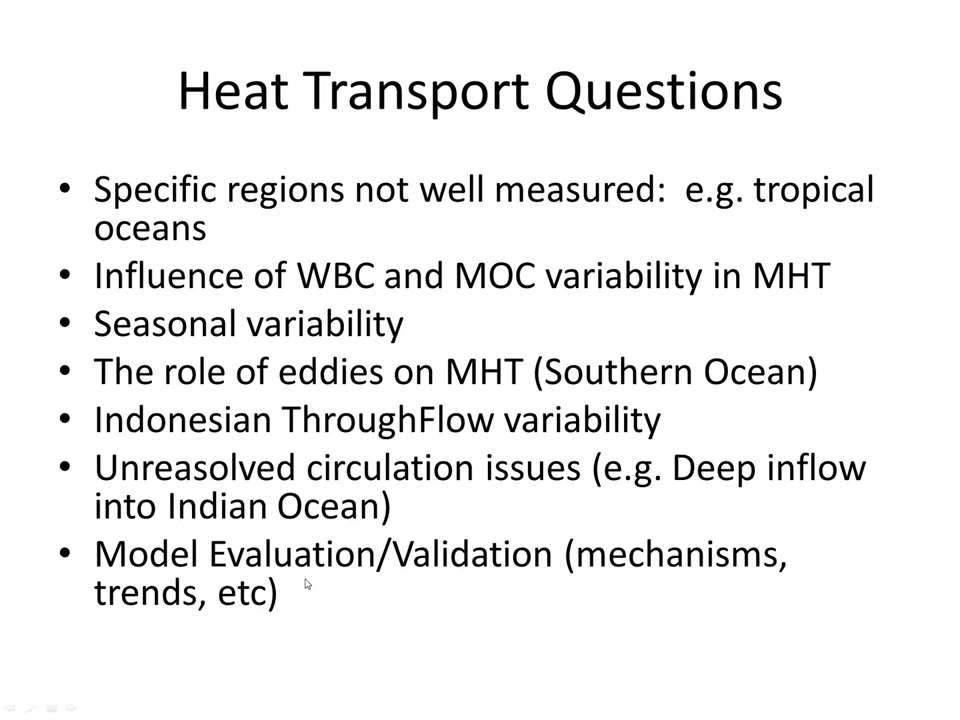 Heat Transport Questions
• Specific regions not well measured:  e.g. tropical
oceans
• Influence of WBC and MOC variability in MHT
• Seasonal variability
• The role of eddies on MHT (Southern Ocean)
• Indonesian ThroughFlow variability
• Unreasolved circulation issues (e.g. Deep inflow
into Indian Ocean)
• Model Evaluation/Validation (mechanisms,
trends, etc)